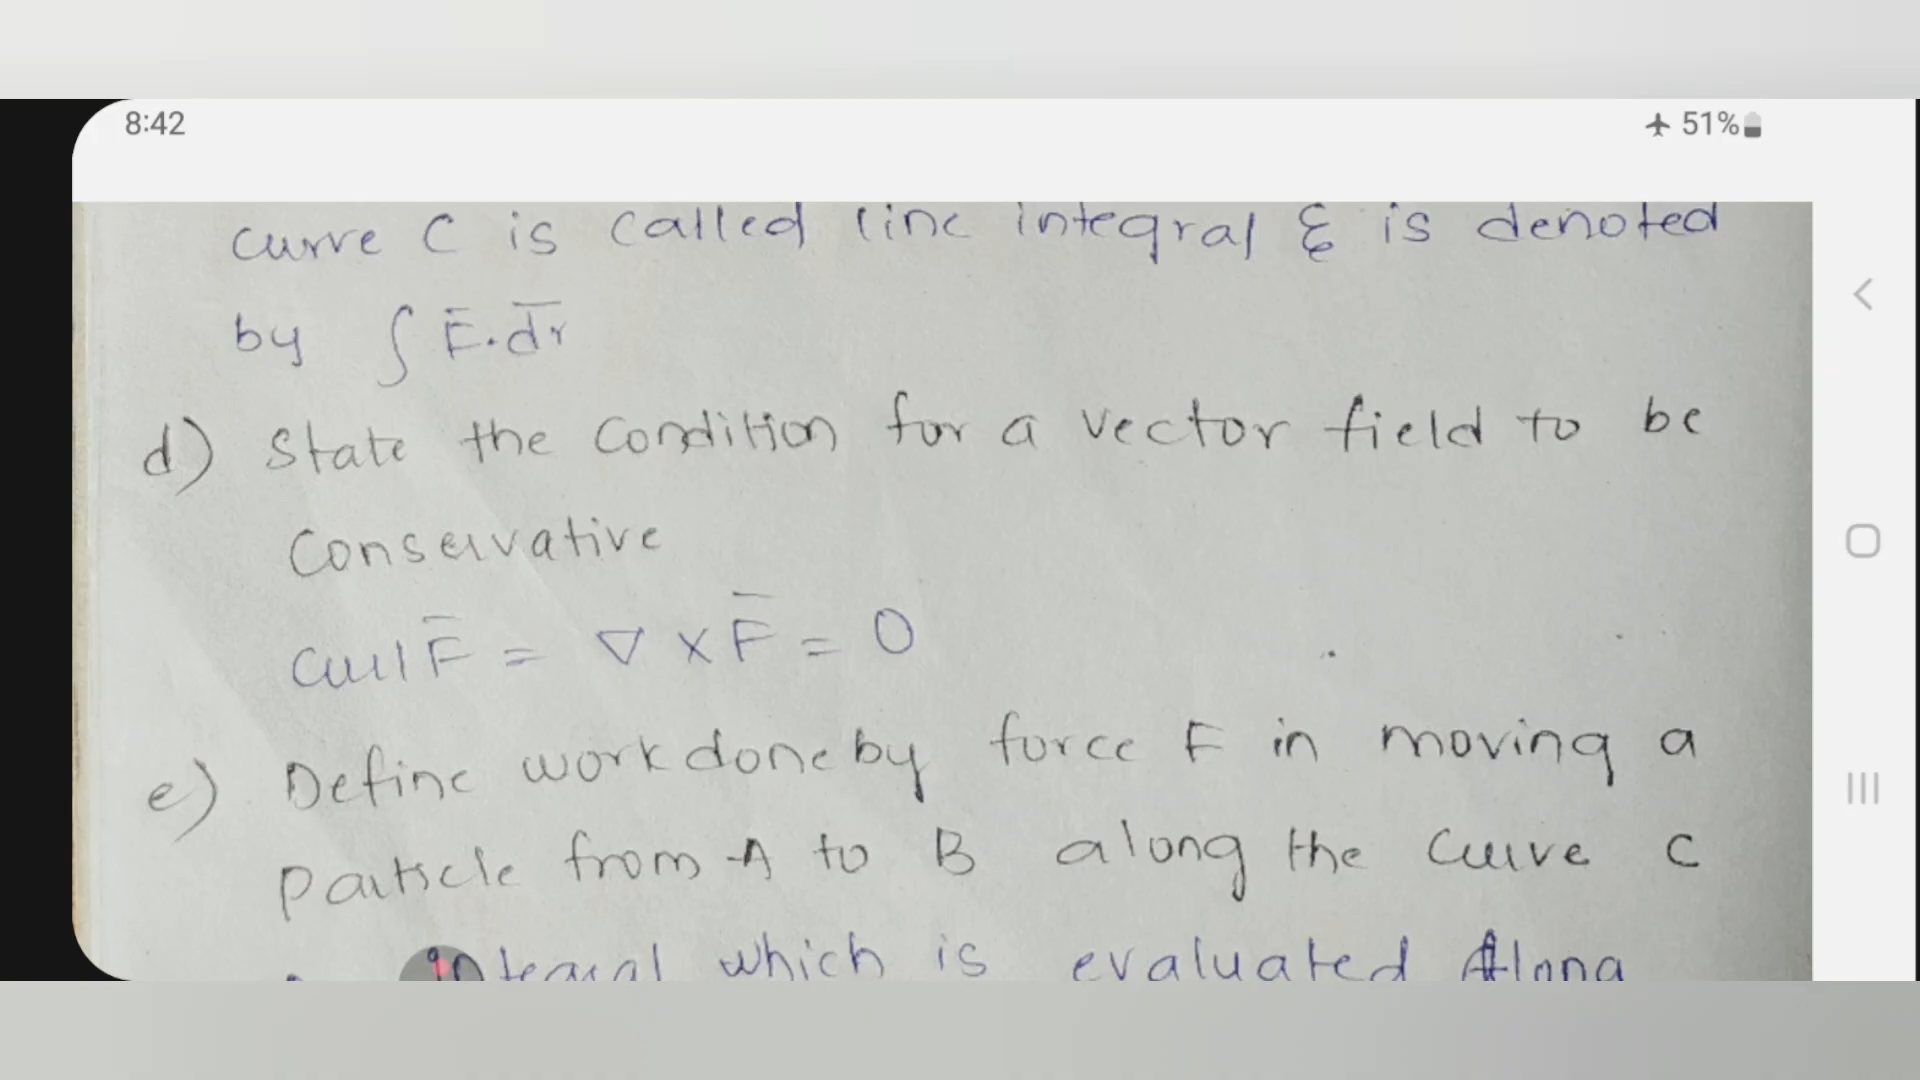 8:42
51%
curve C is called line integral & is denoted
by ∫ F̄.d̄r̄
d) State the Condition for a vector field to be
Conservative
Curl F̄ = ∇ × F̄ = 0
e) Define work done by force F in moving a
Particle from A to B along the Curve C
integral which is evaluated Along